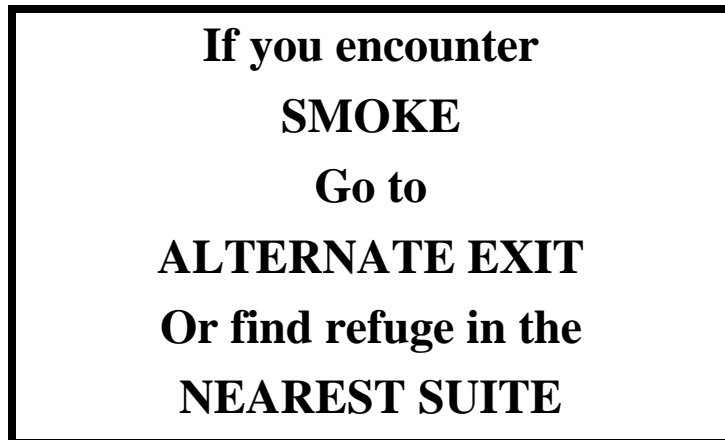 If you encounter
SMOKE
Go to
ALTERNATE EXIT
Or find refuge in the
NEAREST SUITE